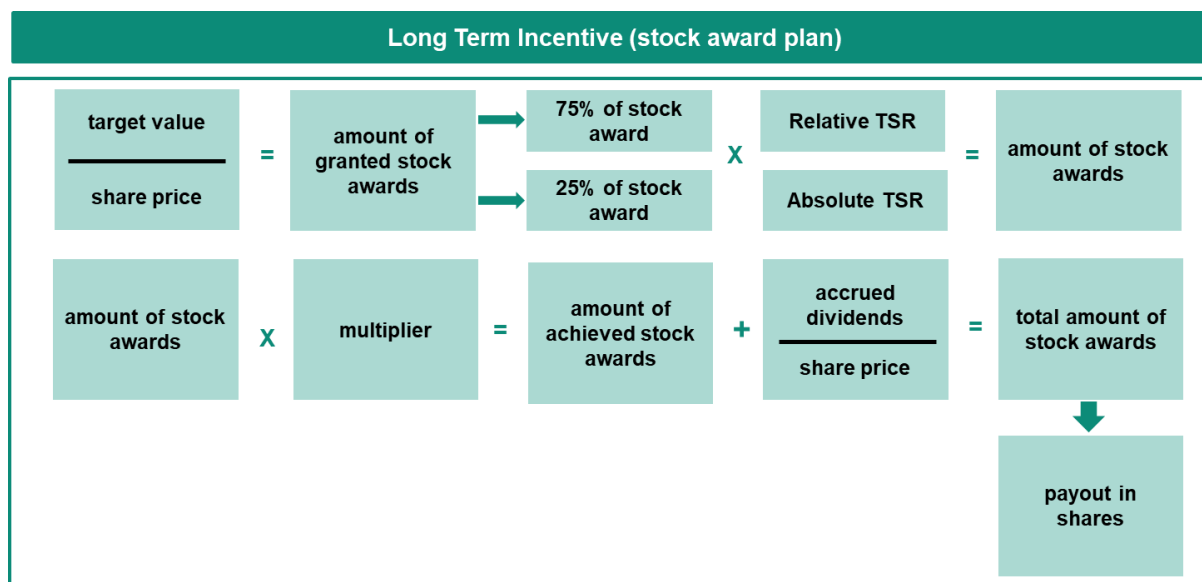 Long Term Incentive (stock award plan)
target value
share price
=
amount of
granted stock
awards
75% of stock
award
25% of stock
award
X
Relative TSR
Absolute TSR
=
amount of stock
awards
amount of stock
awards
X
multiplier
=
amount of
achieved stock
awards
+
accrued
dividends
share price
=
total amount of
stock awards
payout in
shares